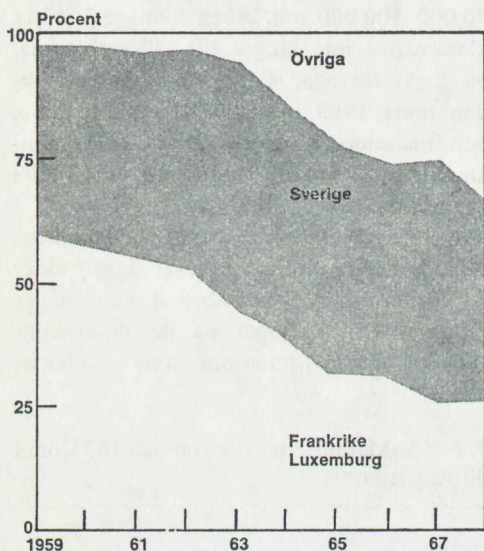 Procent
100
Övriga
75
Sverige
50
25
Frankrike
Luxemburg
0
1959 61 63 65 67